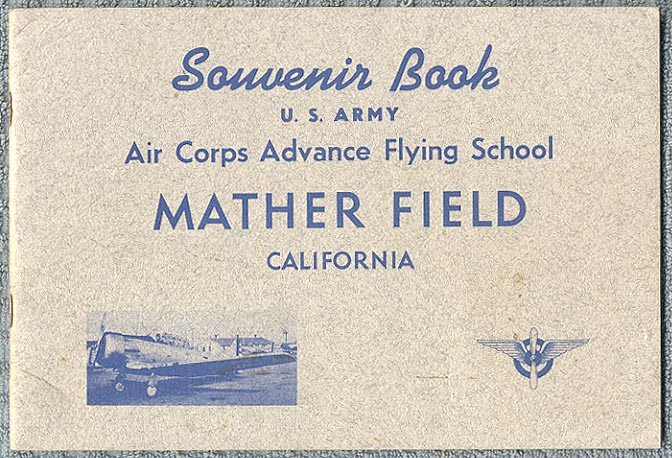 Souvenir Book
U. S. ARMY
Air Corps Advance Flying School
MATHER FIELD
CALIFORNIA